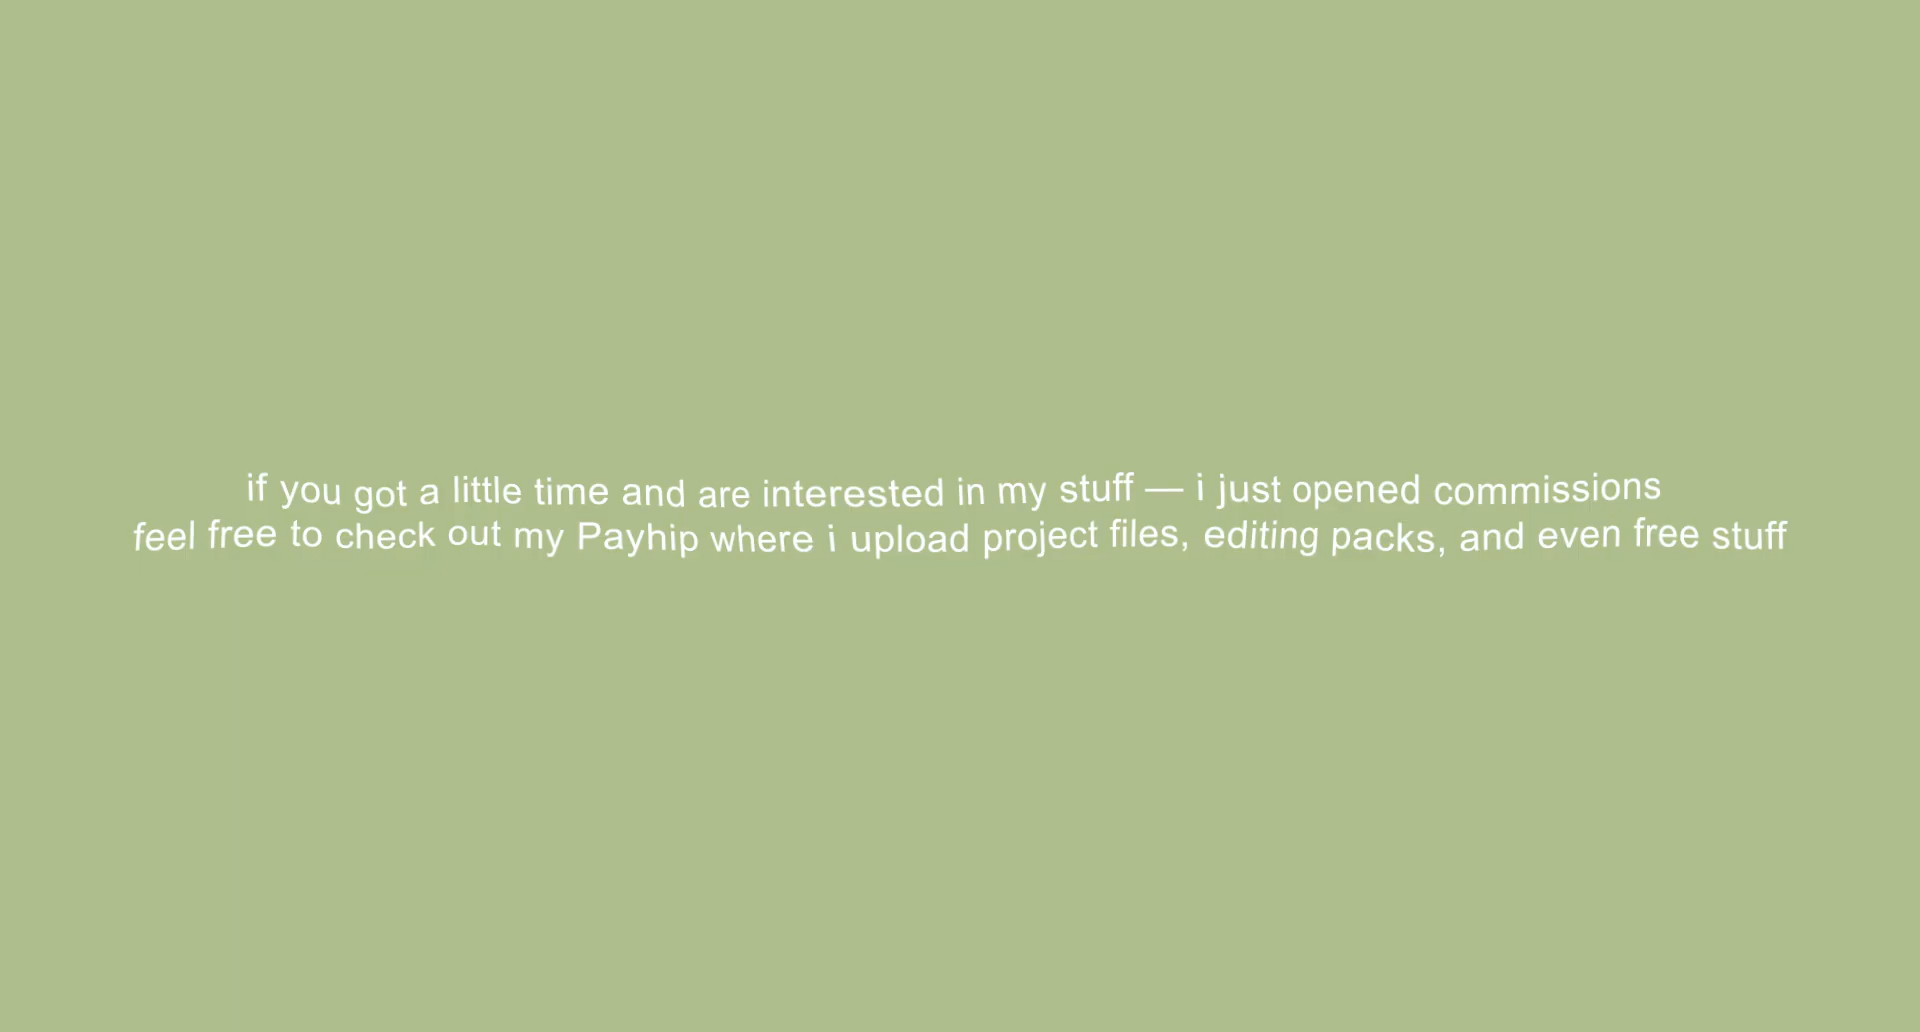 if you got a little time and are interested in my stuff — i just opened commissions
feel free to check out my Payhip where i upload project files, editing packs, and even free stuff